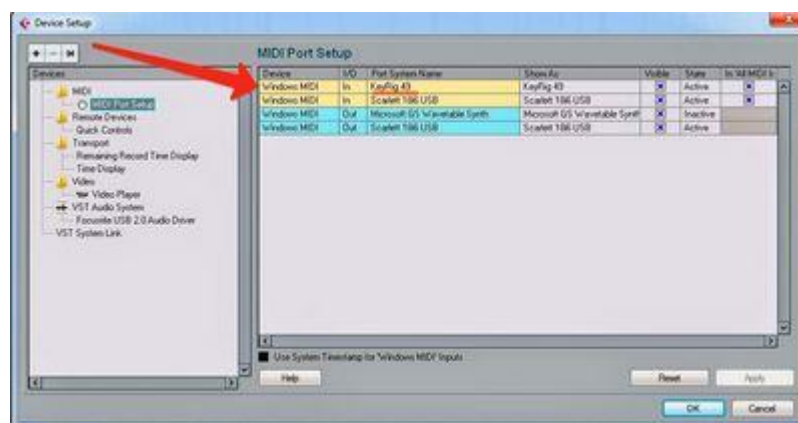 Device Setup
MIDI Port Setup
Devices
MIDI
MIDI Port Setup
Remote Devices
Quick Controls
Transport
Remaining Record Time Display
Time Display
Video
Video Player
VST Audio System
Focusrite USB 2.0 Audio Driver
VST System Link
Device I/O Port System Name Show As Visible State In 'All MIDI In
Windows MIDI In KeyRig 49 KeyRig 49 Active
Windows MIDI In Scarlett 18i6 USB Scarlett 18i6 USB Active
Windows MIDI Out Microsoft GS Wavetable Synth Microsoft GS Wavetable Synth Inactive
Windows MIDI Out Scarlett 18i6 USB Scarlett 18i6 USB Active
Use System Timestamp for 'Windows MIDI' Inputs
Help
Reset
Apply
OK
Cancel